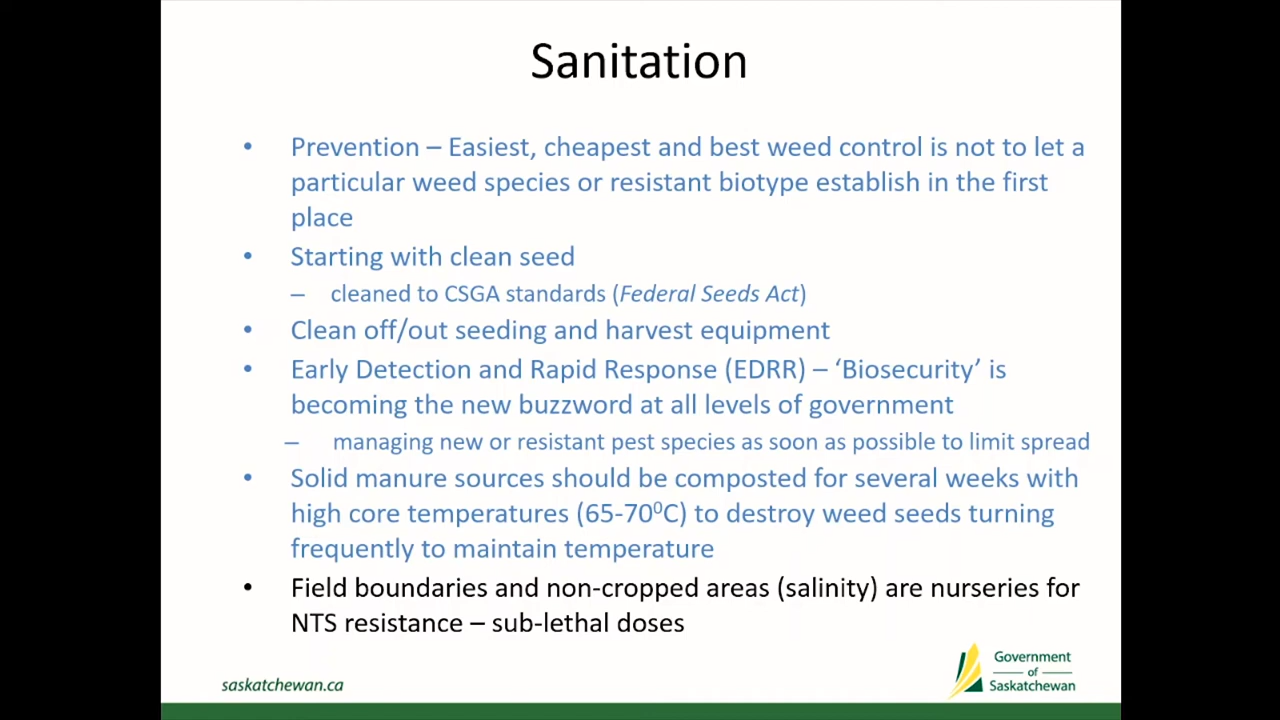 Sanitation
• Prevention – Easiest, cheapest and best weed control is not to let a
particular weed species or resistant biotype establish in the first
place
• Starting with clean seed
– cleaned to CSGA standards (Federal Seeds Act)
• Clean off/out seeding and harvest equipment
• Early Detection and Rapid Response (EDRR) – ‘Biosecurity’ is
becoming the new buzzword at all levels of government
– managing new or resistant pest species as soon as possible to limit spread
• Solid manure sources should be composted for several weeks with
high core temperatures (65-70⁰C) to destroy weed seeds turning
frequently to maintain temperature
• Field boundaries and non-cropped areas (salinity) are nurseries for
NTS resistance – sub-lethal doses
saskatchewan.ca
Government
of
Saskatchewan